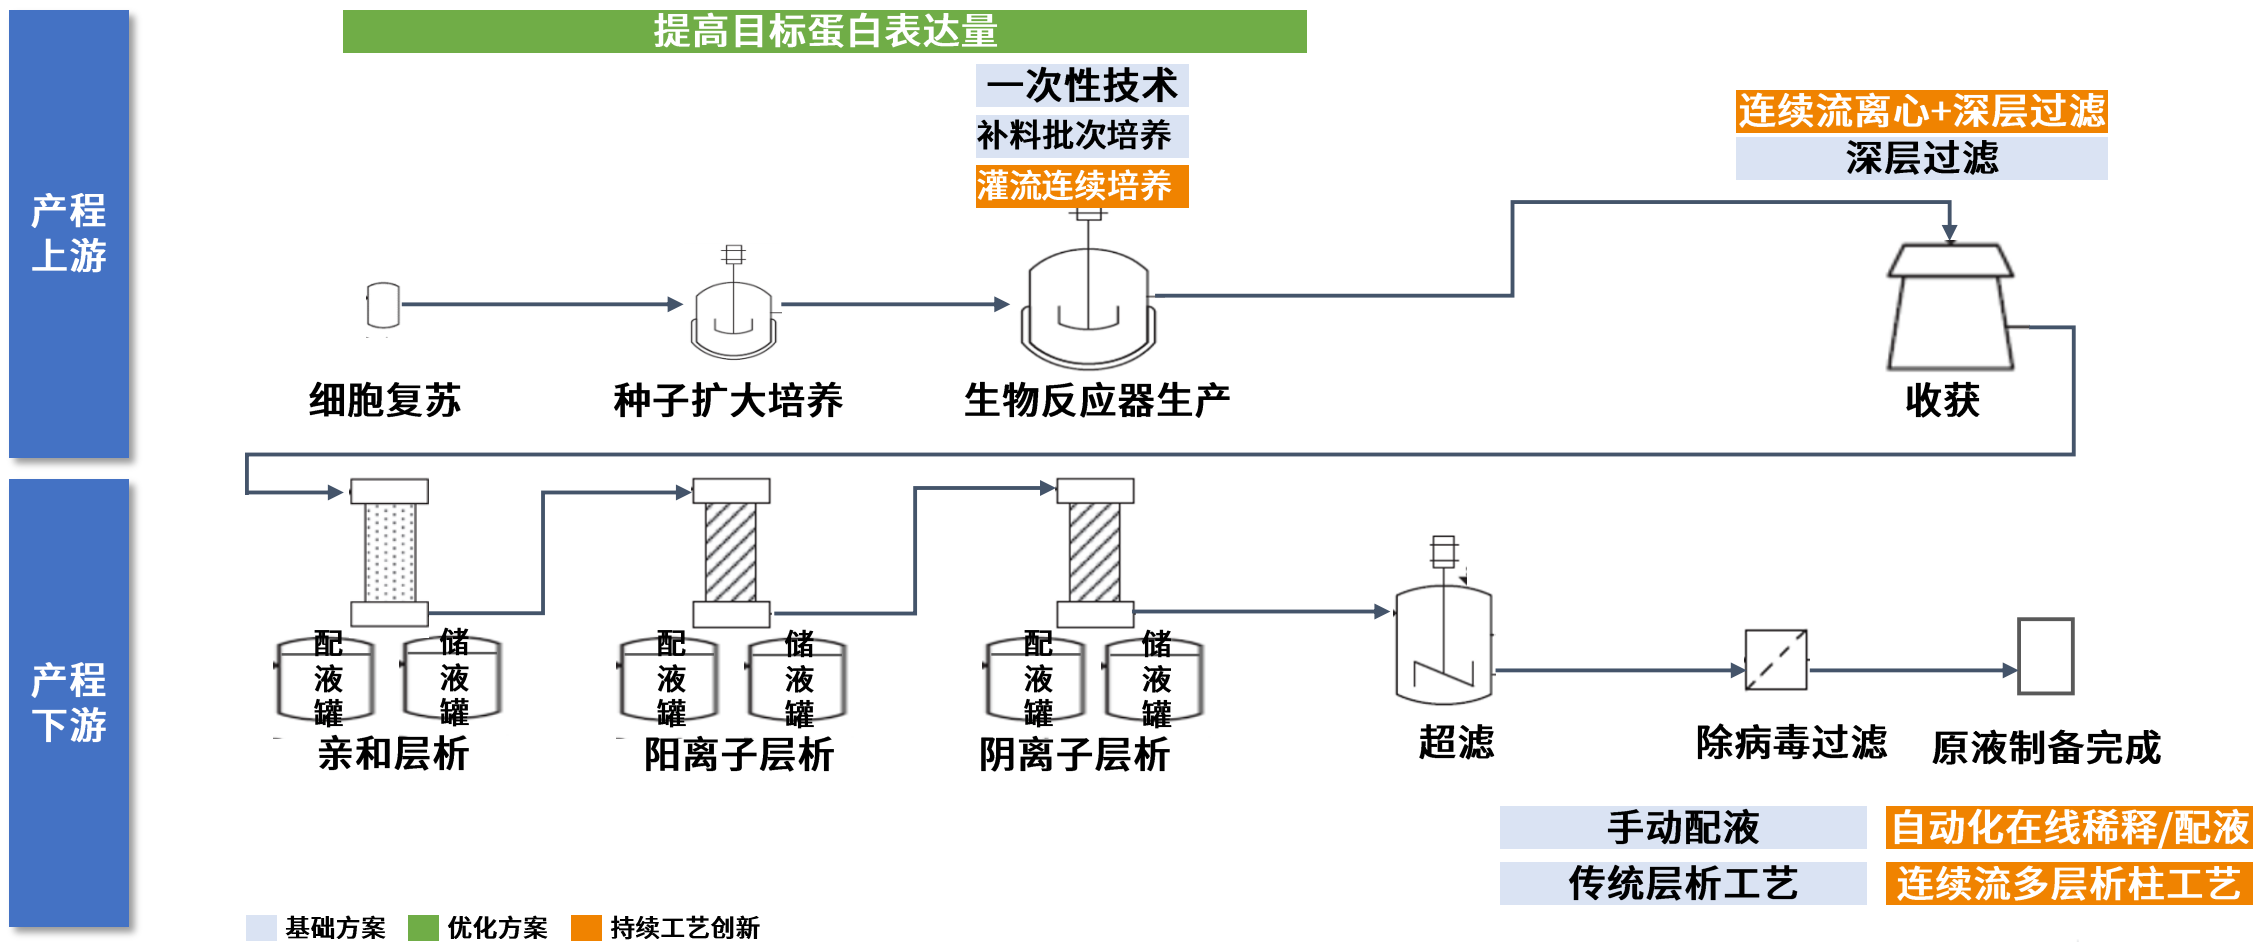 提高目标蛋白表达量
一次性技术
补料批次培养
灌流连续培养
连续流离心+深层过滤
深层过滤
产程
上游
细胞复苏
种子扩大培养
生物反应器生产
收获
产程
下游
配
液
罐
储
液
罐
配
液
罐
储
液
罐
配
液
罐
储
液
罐
亲和层析
阳离子层析
阴离子层析
超滤
除病毒过滤
原液制备完成
手动配液
自动化在线稀释/配液
传统层析工艺
连续流多层析柱工艺
基础方案
优化方案
持续工艺创新